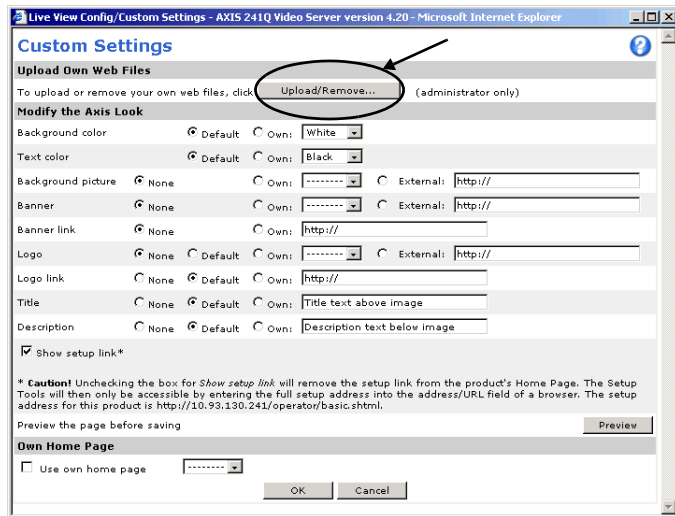 Live View Config/Custom Settings - AXIS 241Q Video Server version 4.20 - Microsoft Internet Explorer
Custom Settings
Upload Own Web Files
To upload or remove your own web files, click Upload/Remove... (administrator only)
Modify the Axis Look
Background color Default Own: White
Text color Default Own: Black
Background picture None Own: -------- External: http://
Banner None Own: -------- External: http://
Banner link None Own: http://
Logo None Default Own: -------- External: http://
Logo link None Default Own: http://
Title None Default Own: Title text above image
Description None Default Own: Description text below image
Show setup link*
* Caution! Unchecking the box for Show setup link will remove the setup link from the product's Home Page. The Setup
Tools will then only be accessible by entering the full setup address into the address/URL field of a browser. The setup
address for this product is http://10.93.130.241/operator/basic.shtml.
Preview the page before saving Preview
Own Home Page
Use own home page --------
OK Cancel